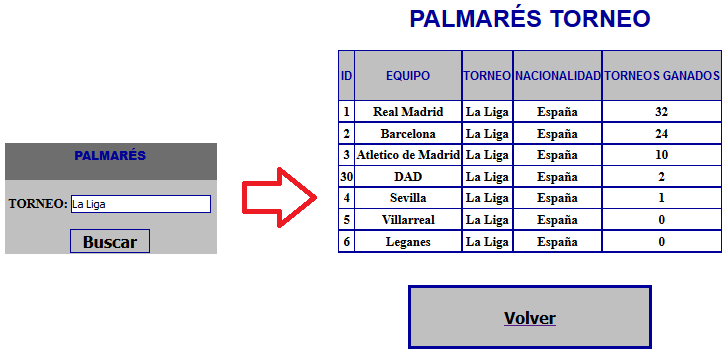 PALMARÉS
TORNEO: La Liga
Buscar
PALMARÉS TORNEO
ID EQUIPO TORNEO NACIONALIDAD TORNEOS GANADOS
1 Real Madrid La Liga España 32
2 Barcelona La Liga España 24
3 Atletico de Madrid La Liga España 10
30 DAD La Liga España 2
4 Sevilla La Liga España 1
5 Villarreal La Liga España 0
6 Leganes La Liga España 0
Volver